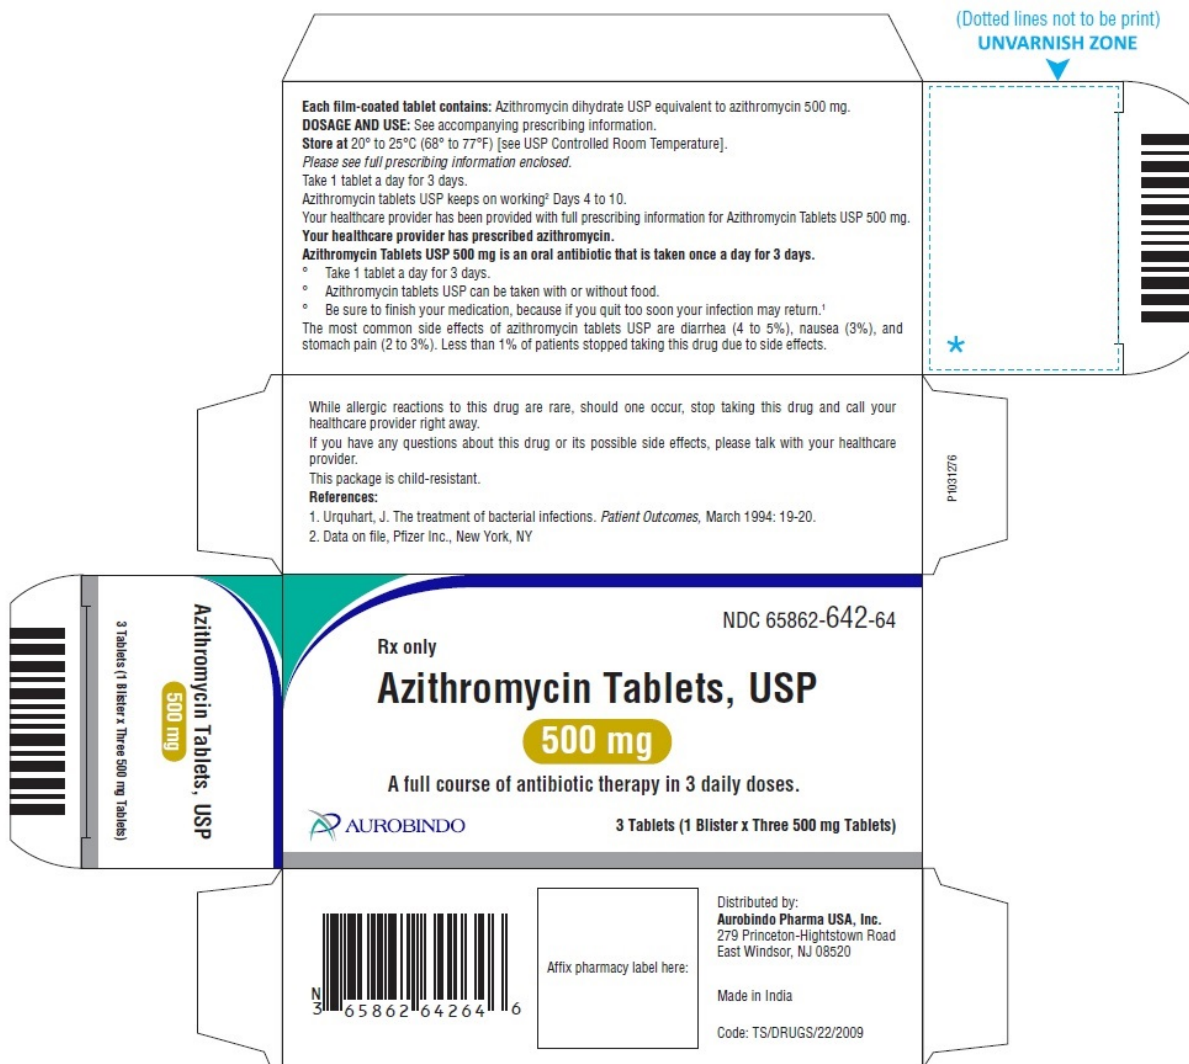 (Dotted lines not to be print)
UNVARNISH ZONE
Each film-coated tablet contains: Azithromycin dihydrate USP equivalent to azithromycin 500 mg.
DOSAGE AND USE: See accompanying prescribing information.
Store at 20° to 25°C (68° to 77°F) [see USP Controlled Room Temperature].
Please see full prescribing information enclosed.
Take 1 tablet a day for 3 days.
Azithromycin tablets USP keeps on working² Days 4 to 10.
Your healthcare provider has been provided with full prescribing information for Azithromycin Tablets USP 500 mg.
Your healthcare provider has prescribed azithromycin.
Azithromycin Tablets USP 500 mg is an oral antibiotic that is taken once a day for 3 days.
° Take 1 tablet a day for 3 days.
° Azithromycin tablets USP can be taken with or without food.
° Be sure to finish your medication, because if you quit too soon your infection may return.¹
The most common side effects of azithromycin tablets USP are diarrhea (4 to 5%), nausea (3%), and
stomach pain (2 to 3%). Less than 1% of patients stopped taking this drug due to side effects.
*
While allergic reactions to this drug are rare, should one occur, stop taking this drug and call your
healthcare provider right away.
If you have any questions about this drug or its possible side effects, please talk with your healthcare
provider.
This package is child-resistant.
References:
1. Urquhart, J. The treatment of bacterial infections. Patient Outcomes, March 1994: 19-20.
2. Data on file, Pfizer Inc., New York, NY
P1031276
Azithromycin Tablets, USP
500 mg
3 Tablets (1 Blister x Three 500 mg Tablets)
NDC 65862-642-64
Rx only
Azithromycin Tablets, USP
500 mg
A full course of antibiotic therapy in 3 daily doses.
AUROBINDO
3 Tablets (1 Blister x Three 500 mg Tablets)
N
3 65862 64264 6
Affix pharmacy label here:
Distributed by:
Aurobindo Pharma USA, Inc.
279 Princeton-Hightstown Road
East Windsor, NJ 08520
Made in India
Code: TS/DRUGS/22/2009